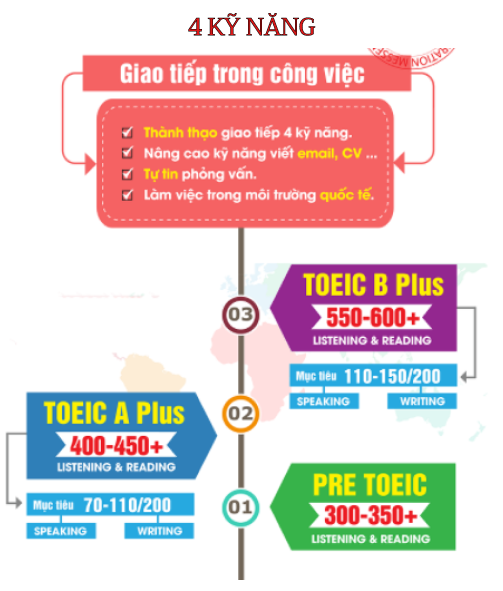 4 KỸ NĂNG
Giao tiếp trong công việc
Thành thạo giao tiếp 4 kỹ năng.
Nâng cao kỹ năng viết email, CV ...
Tự tin phỏng vấn.
Làm việc trong môi trường quốc tế.
03
TOEIC B Plus
550-600+
LISTENING & READING
Mục tiêu 110-150/200
SPEAKING WRITING
02
TOEIC A Plus
400-450+
LISTENING & READING
Mục tiêu 70-110/200
SPEAKING WRITING
01
PRE TOEIC
300-350+
LISTENING & READING